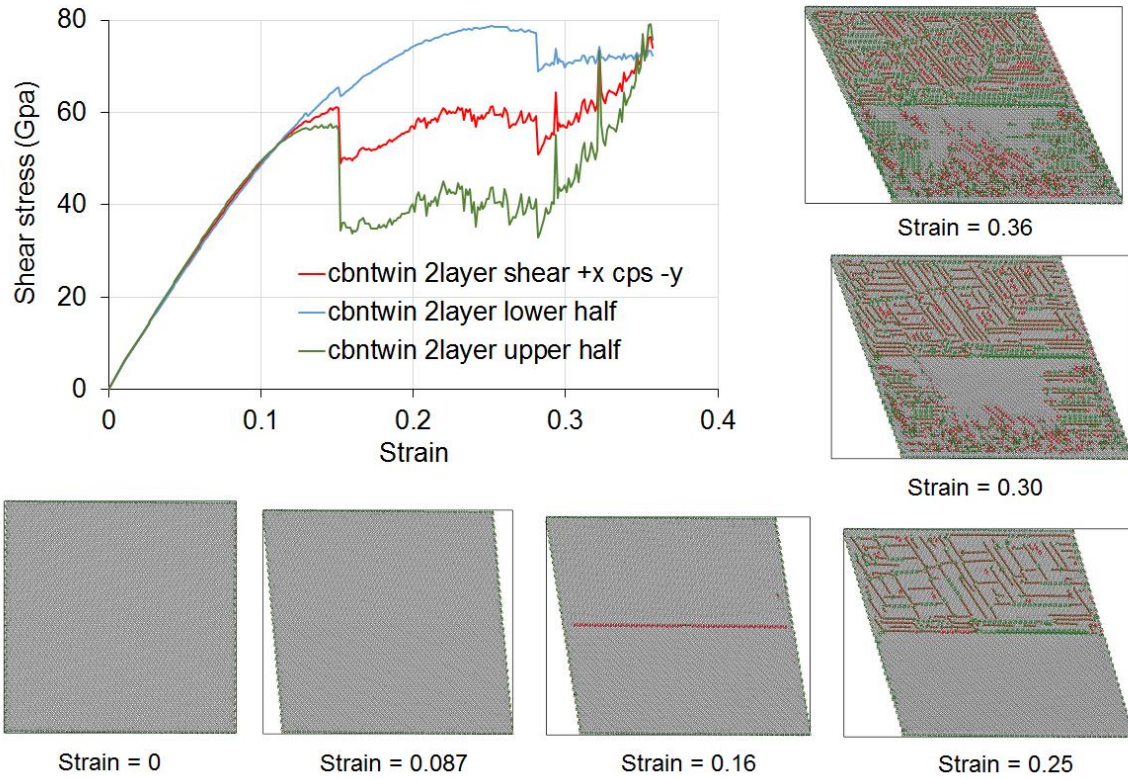 80
60
40
20
0
Shear stress (Gpa)
0
0.1
0.2
0.3
0.4
Strain
cbntwin 2layer shear +x cps -y
cbntwin 2layer lower half
cbntwin 2layer upper half
Strain = 0.36
Strain = 0.30
Strain = 0
Strain = 0.087
Strain = 0.16
Strain = 0.25